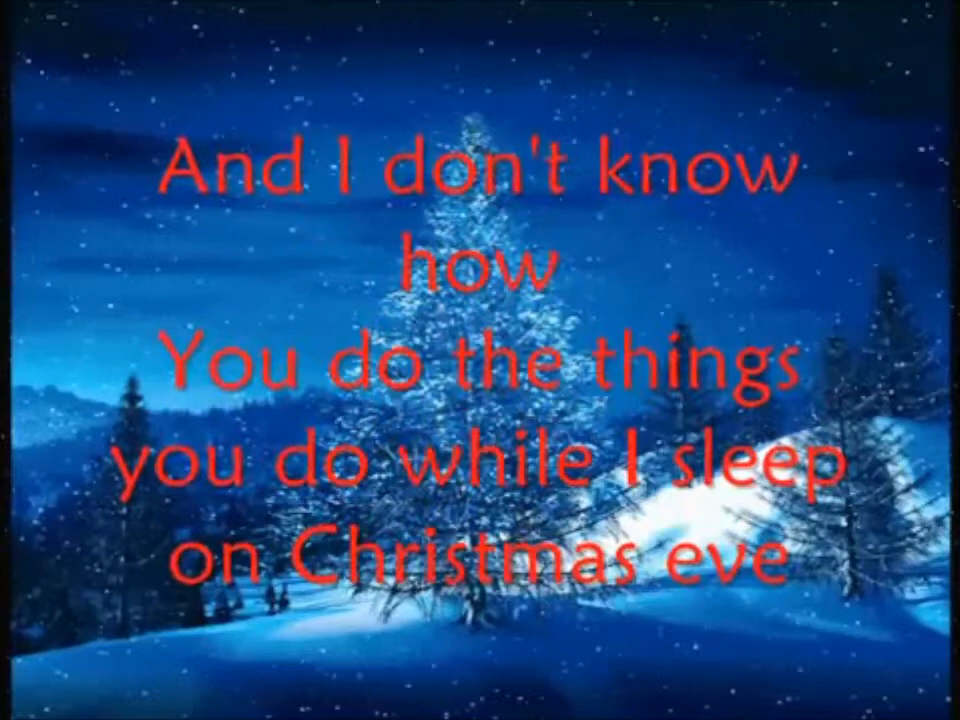 And I don't know
how
You do the things
you do while I sleep
on Christmas eve